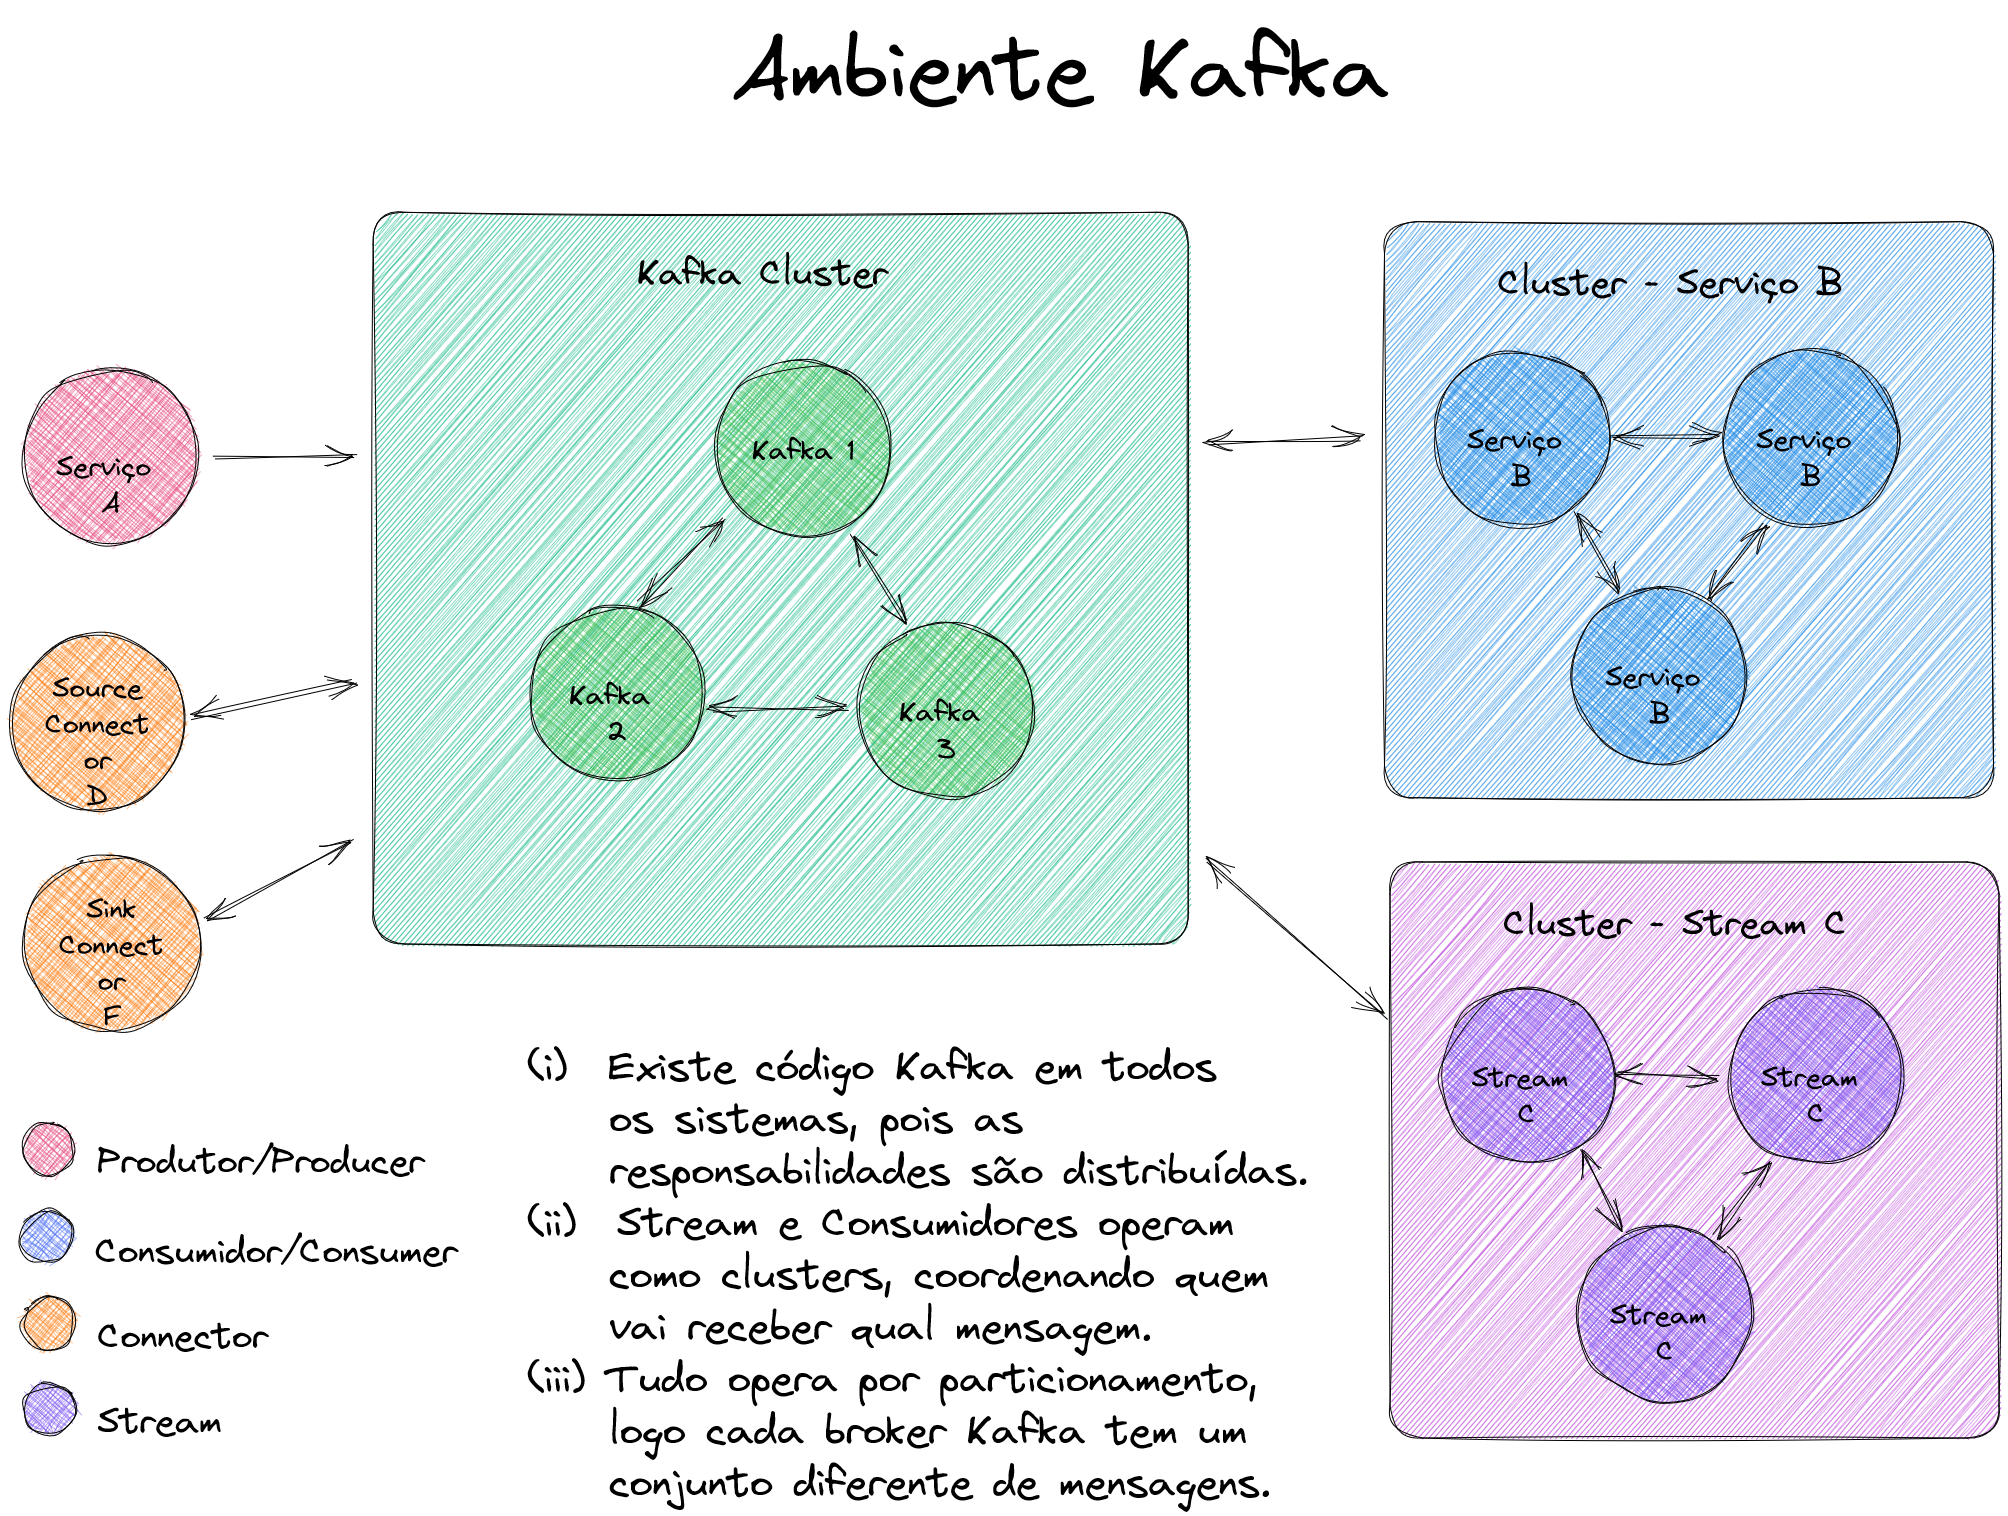 Ambiente Kafka
Kafka Cluster
Kafka 1
Kafka
2
Kafka
3
Cluster - Serviço B
Serviço
B
Serviço
B
Serviço
B
Serviço
A
Source
Connect
or
D
Sink
Connect
or
F
Cluster - Stream C
Stream
C
Stream
C
Stream
C
Produtor/Producer
Consumidor/Consumer
Connector
Stream
(i) Existe código Kafka em todos
os sistemas, pois as
responsabilidades são distribuídas.
(ii) Stream e Consumidores operam
como clusters, coordenando quem
vai receber qual mensagem.
(iii) Tudo opera por particionamento,
logo cada broker Kafka tem um
conjunto diferente de mensagens.